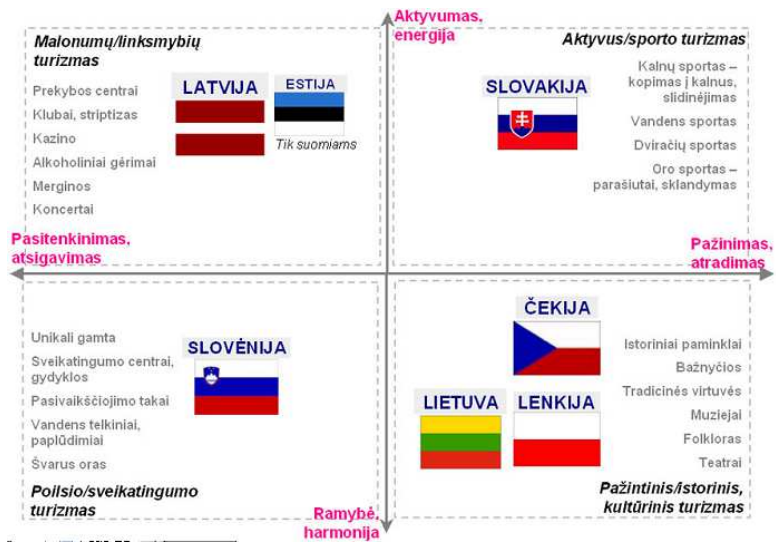 Aktyvumas,
energija
Malonumų/linksmybių
turizmas
Prekybos centrai
Klubai, striptizas
Kazino
Alkoholiniai gėrimai
Merginos
Koncertai
LATVIJA
ESTIJA
Tik suomiams
Aktyvus/sporto turizmas
SLOVAKIJA
Kalnų sportas –
kopimas į kalnus,
slidinėjimas
Vandens sportas
Dviračių sportas
Oro sportas –
parašiutai, sklandymas
Pasitenkinimas,
atsigavimas
Pažinimas,
atradimas
Unikali gamta
Sveikatingumo centrai,
gydyklos
Pasivaikščiojimo takai
Vandens telkiniai,
paplūdimiai
Švarus oras
SLOVĖNIJA
Poilsio/sveikatingumo
turizmas
ČEKIJA
LIETUVA
LENKIJA
Istoriniai paminklai
Bažnyčios
Tradicinės virtuvės
Muziejai
Folkloras
Teatrai
Pažintinis/istorinis,
kultūrinis turizmas
Ramybė,
harmonija